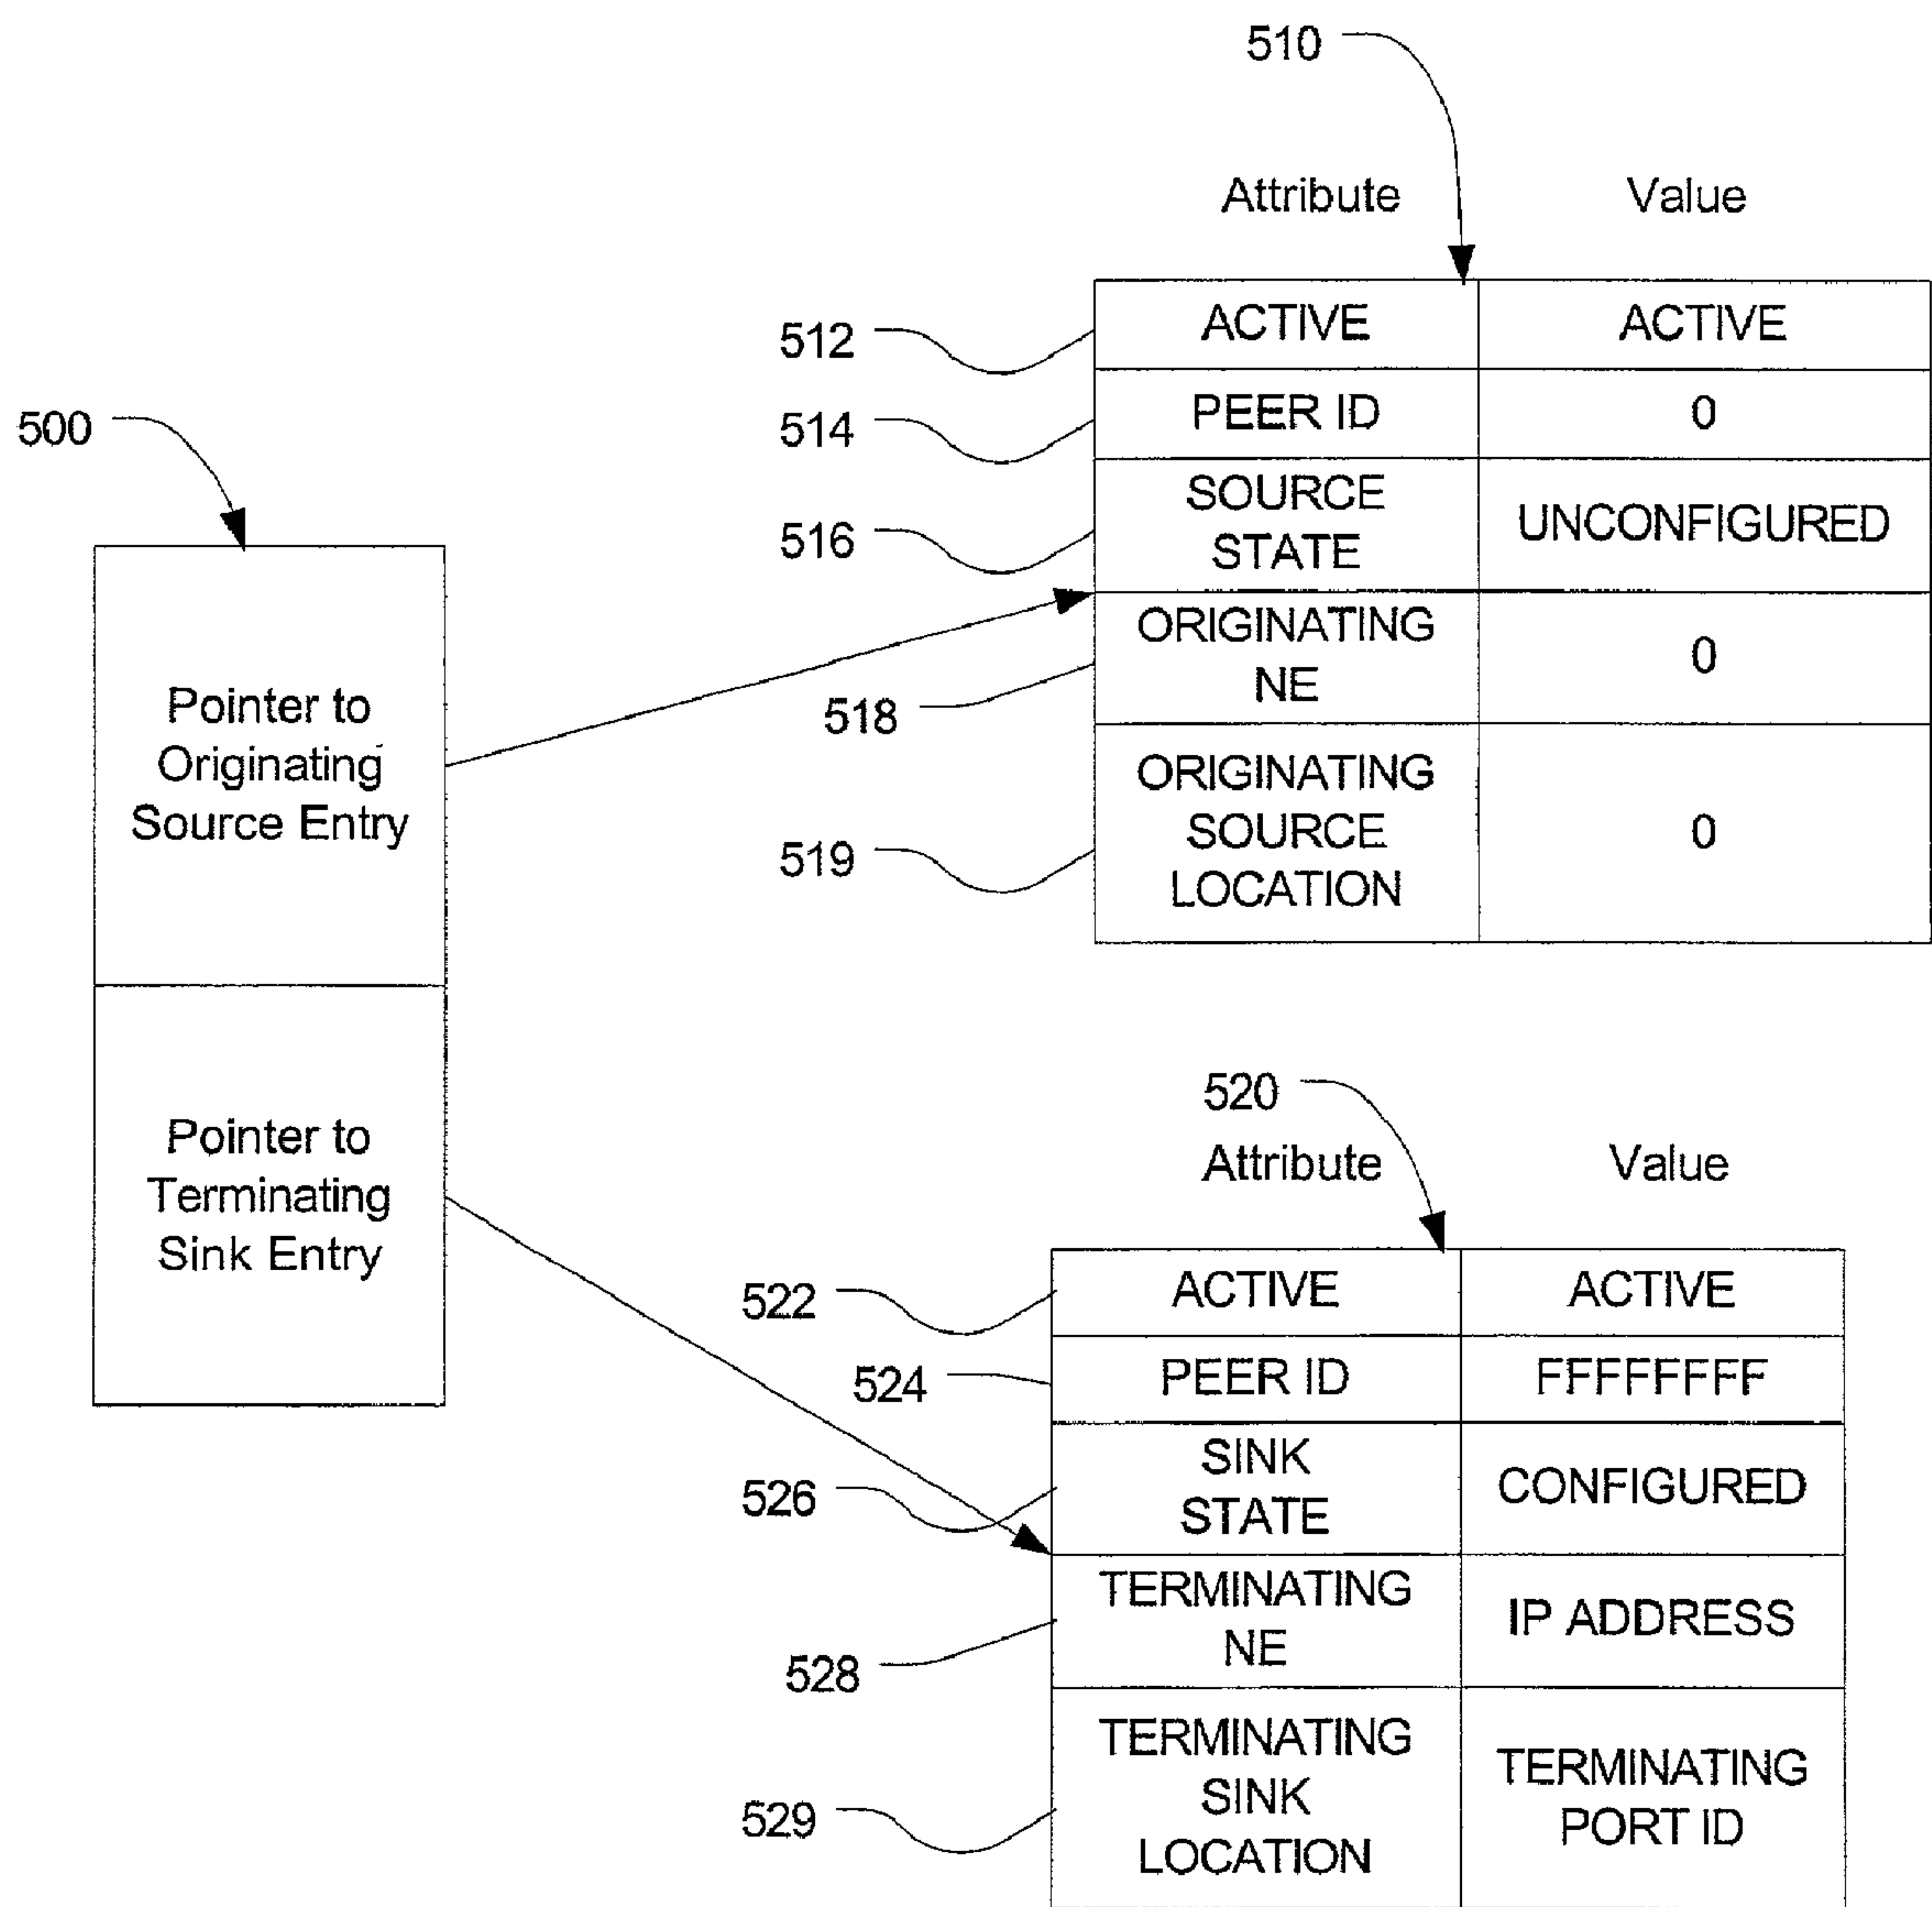 510
Attribute Value
512 ACTIVE ACTIVE
514 PEER ID 0
516 SOURCE
STATE UNCONFIGURED
518 ORIGINATING
NE 0
519 ORIGINATING
SOURCE
LOCATION 0
500
Pointer to
Originating
Source Entry
Pointer to
Terminating
Sink Entry
520
Attribute Value
522 ACTIVE ACTIVE
524 PEER ID FFFFFFFF
526 SINK
STATE CONFIGURED
528 TERMINATING
NE IP ADDRESS
529 TERMINATING
SINK
LOCATION
TERMINATING
PORT ID